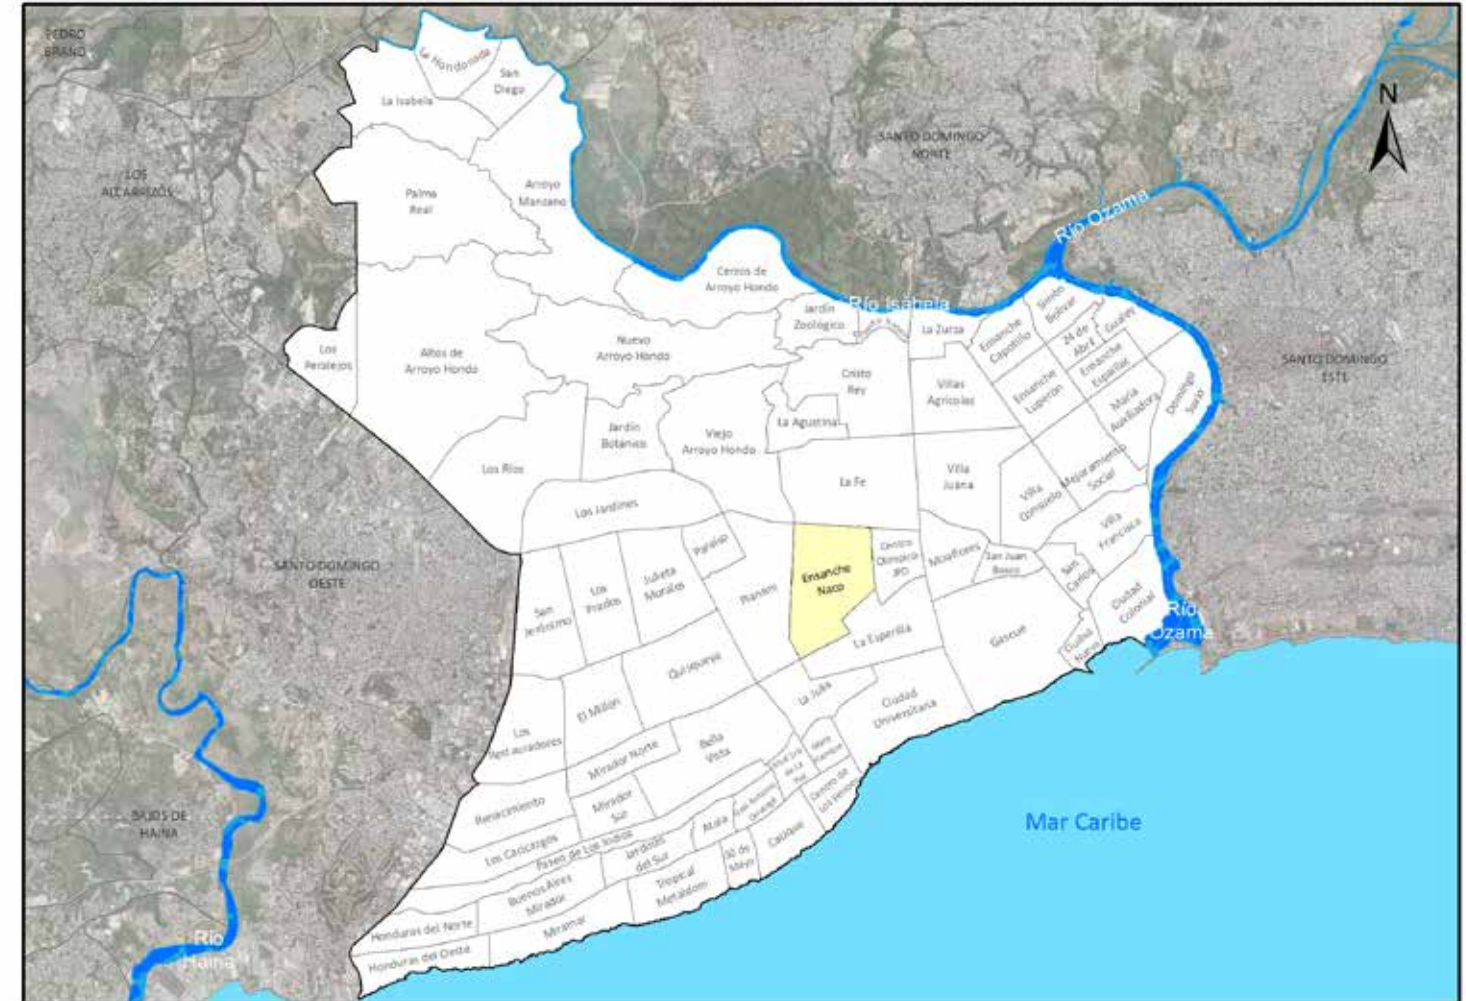 PEDRO
BRAND
N
La Hondonada
San
Diego
La Isabela
SANTO DOMINGO
NORTE
LOS
ALCARRIZOS
Palma
Real
Arroyo
Manzano
Río Ozama
Cerros de
Arroyo Hondo
Río Isabela
Jardín
Zoológico
La Zurza
Ensanche
Capotillo
Simón
Bolívar
24 de
Abril
Gualey
Los
Peralejos
Altos de
Arroyo Hondo
Nuevo
Arroyo Hondo
Cristo
Rey
Villas
Agrícolas
Ensanche
Luperón
Ensanche
Espaillat
María
Auxiliadora
Domingo
Savio
SANTO DOMINGO
ESTE
Jardín
Botánico
Viejo
Arroyo Hondo
La Agustina
Los Ríos
La Fe
Villa
Juana
Villa
Consuelo
Mejoramiento
Social
Los Jardines
Villa
Francisca
Paraíso
Centro
Olímpico
JPD
Miraflores
San Juan
Bosco
San
Carlos
SANTO DOMINGO
OESTE
San
Jerónimo
Los
Prados
Julieta
Morales
Piantini
Ensanche
Naco
Ciudad
Colonial
Río
Ozama
La Esperilla
Gascue
Ciudad
Nueva
Quisqueya
La Julia
Ciudad
Universitaria
El Millón
Los
Restauradores
Mirador Norte
Bella
Vista
Renacimiento
Mirador
Sur
Centro de
Los Héroes
BAJOS DE
HAINA
Mar Caribe
Los Cacicazgos
Paseo de Los Indios
Atala
Cacique
Jardines
del Sur
30 de
Mayo
Buenos Aires
Mirador
Tropical
Metaldom
Honduras del Norte
Miramar
Honduras del Oeste
Río
Haina